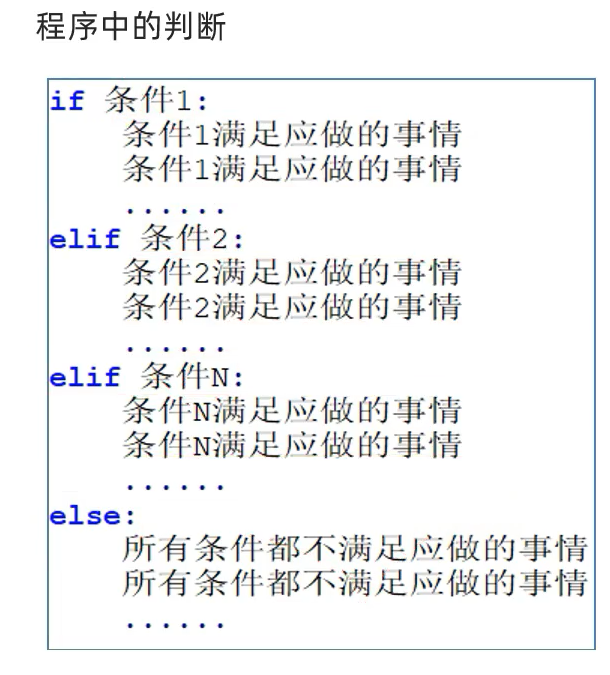 程序中的判断
if 条件1:
条件1满足应做的事情
条件1满足应做的事情
......
elif 条件2:
条件2满足应做的事情
条件2满足应做的事情
......
elif 条件N:
条件N满足应做的事情
条件N满足应做的事情
......
else:
所有条件都不满足应做的事情
所有条件都不满足应做的事情
......